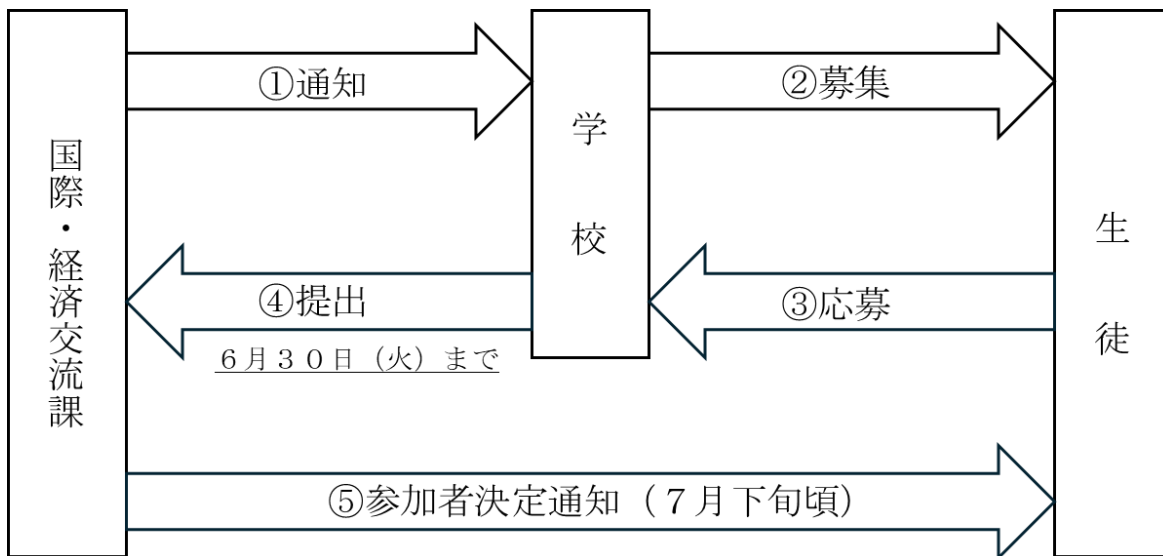 ①通知
②募集
学校
国際・経済交流課
生徒
④提出
③応募
６月３０日（火）まで
⑤参加者決定通知（７月下旬頃）